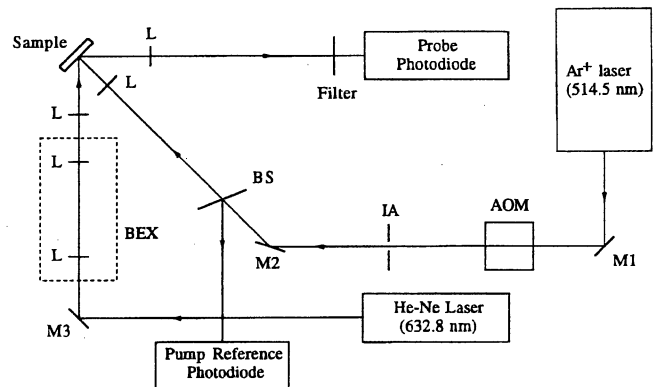 Sample
L
Probe
Photodiode
Filter
Ar+ laser
(514.5 nm)
L
L
L
BS
IA
AOM
BEX
L
M2
M1
M3
He-Ne Laser
(632.8 nm)
Pump Reference
Photodiode